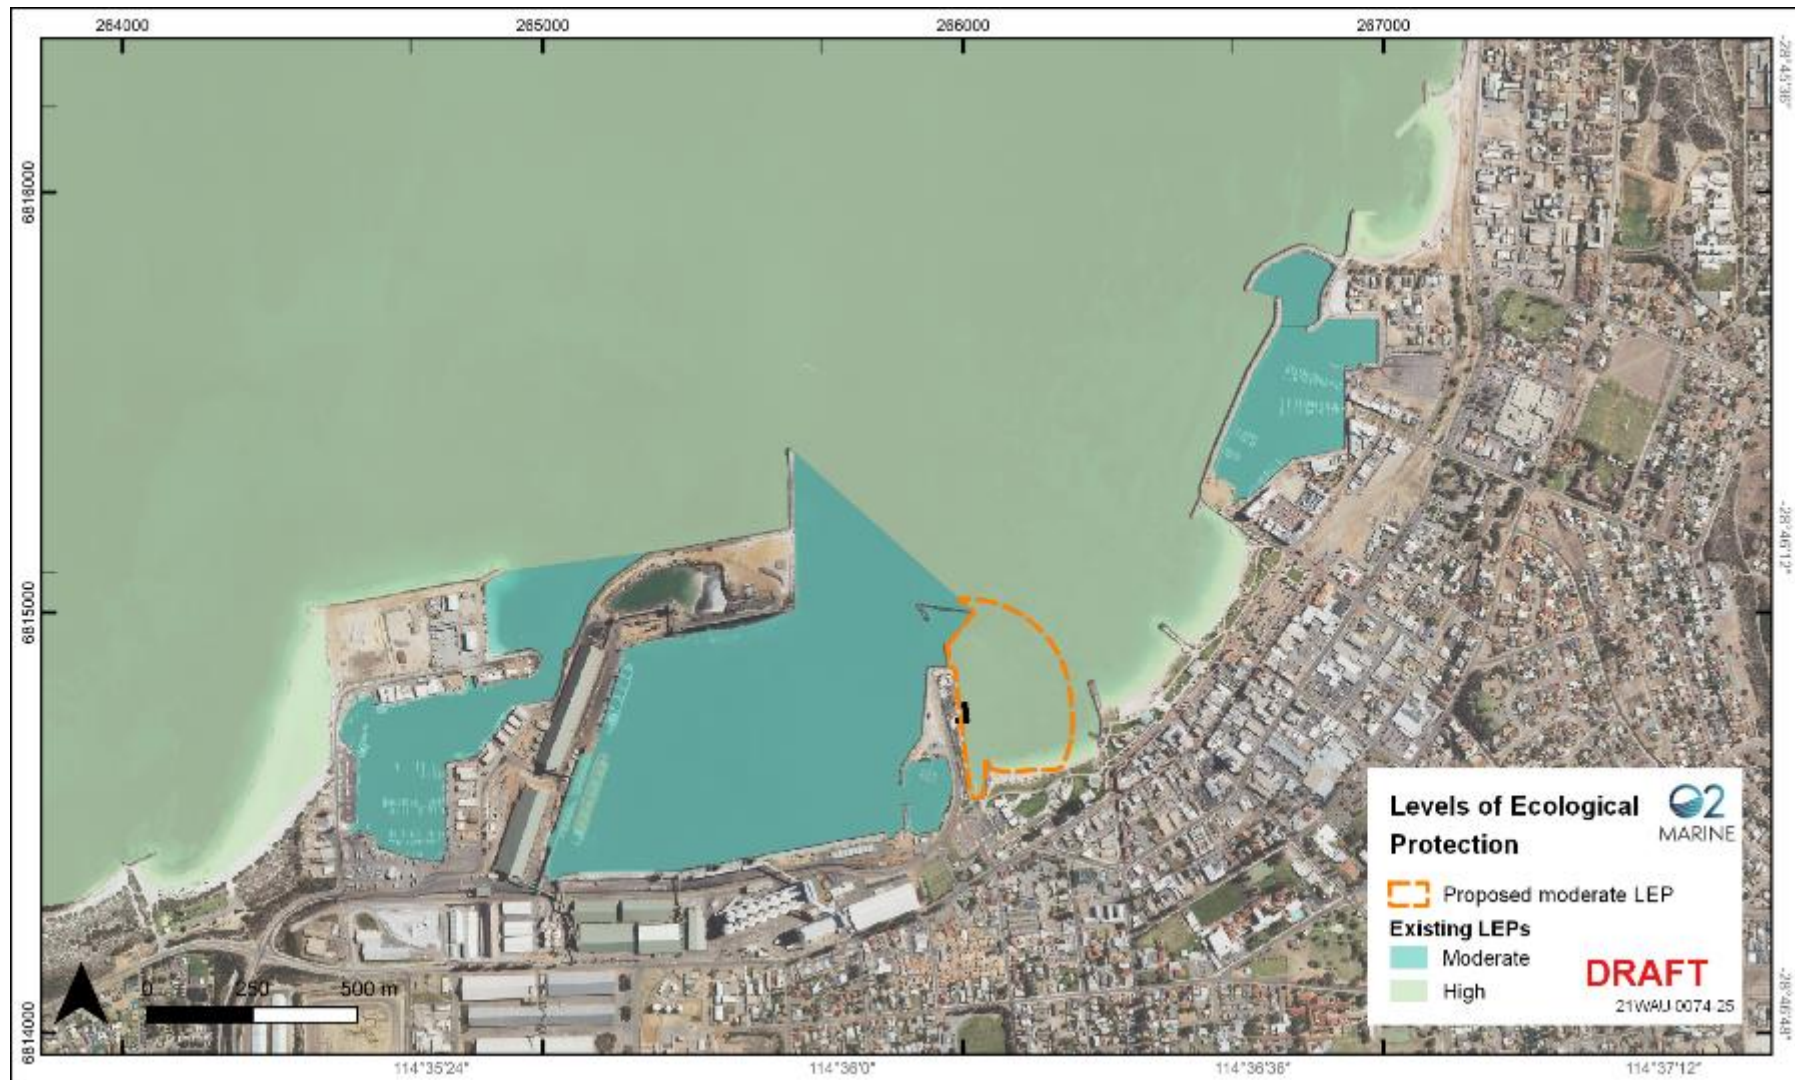 264000 265000 266000 267000
-28°45'36"
6816000
-28°46'12"
6815000
Levels of Ecological
Protection
O2
MARINE
Proposed moderate LEP
Existing LEPs
Moderate
High
DRAFT
21WAU-0074-25
0 250 500 m
-28°46'48"
6814000
114°35'24" 114°36'0" 114°36'36" 114°37'12"